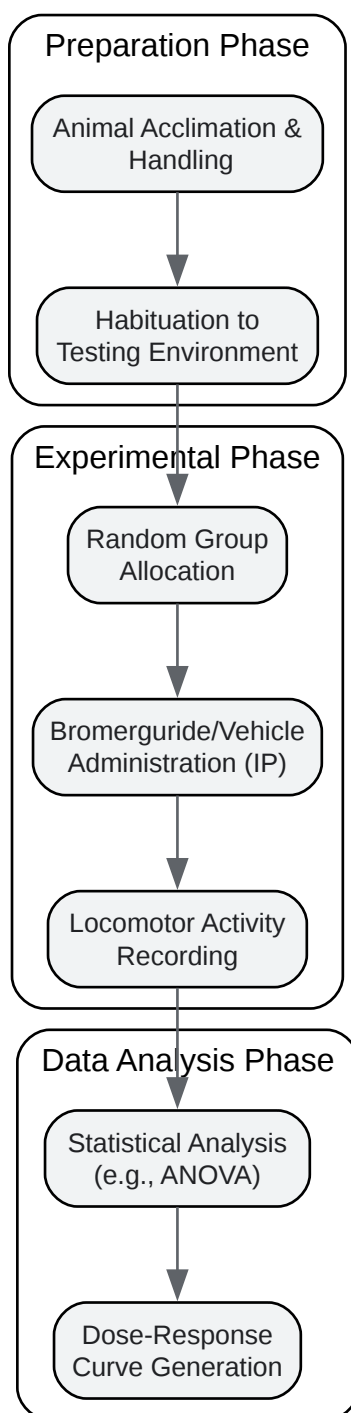 Preparation Phase
Animal Acclimation &
Handling
Habituation to
Testing Environment
Experimental Phase
Random Group
Allocation
Bromerguride/Vehicle
Administration (IP)
Locomotor Activity
Recording
Data Analysis Phase
Statistical Analysis
(e.g., ANOVA)
Dose-Response
Curve Generation